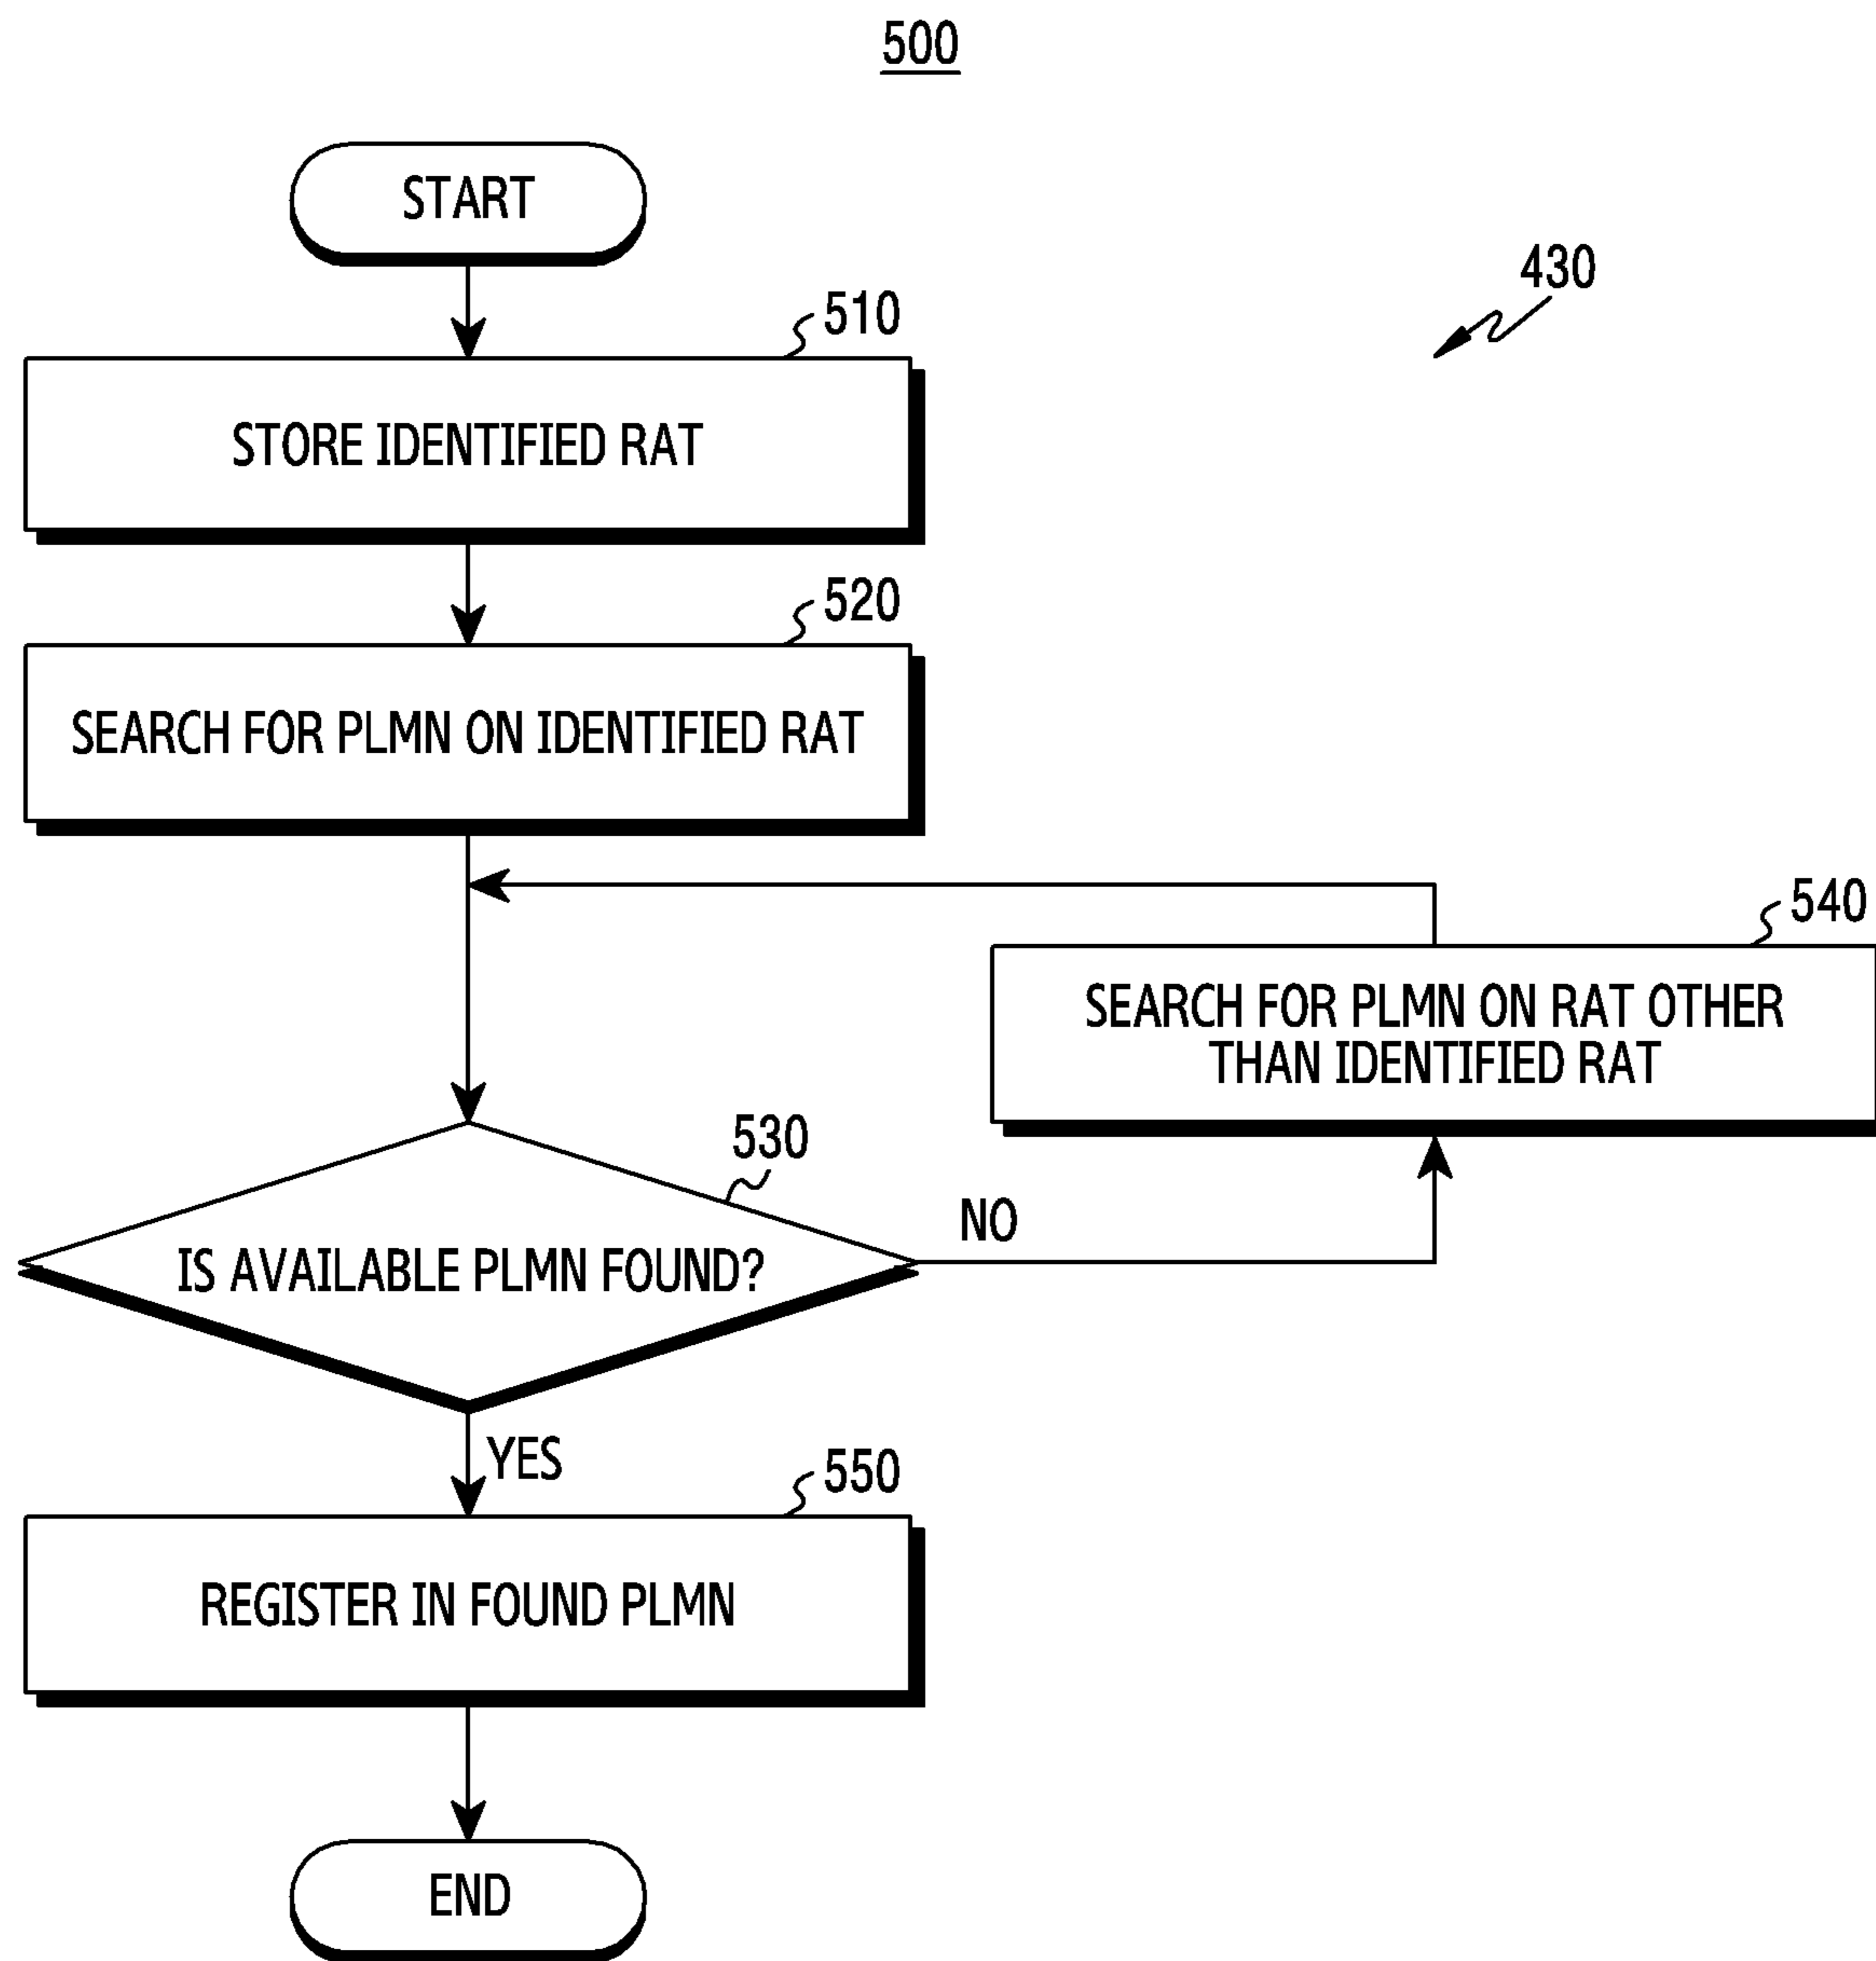 500
START
430
510
STORE IDENTIFIED RAT
520
SEARCH FOR PLMN ON IDENTIFIED RAT
540
SEARCH FOR PLMN ON RAT OTHER
THAN IDENTIFIED RAT
530
NO
IS AVAILABLE PLMN FOUND?
YES
550
REGISTER IN FOUND PLMN
END